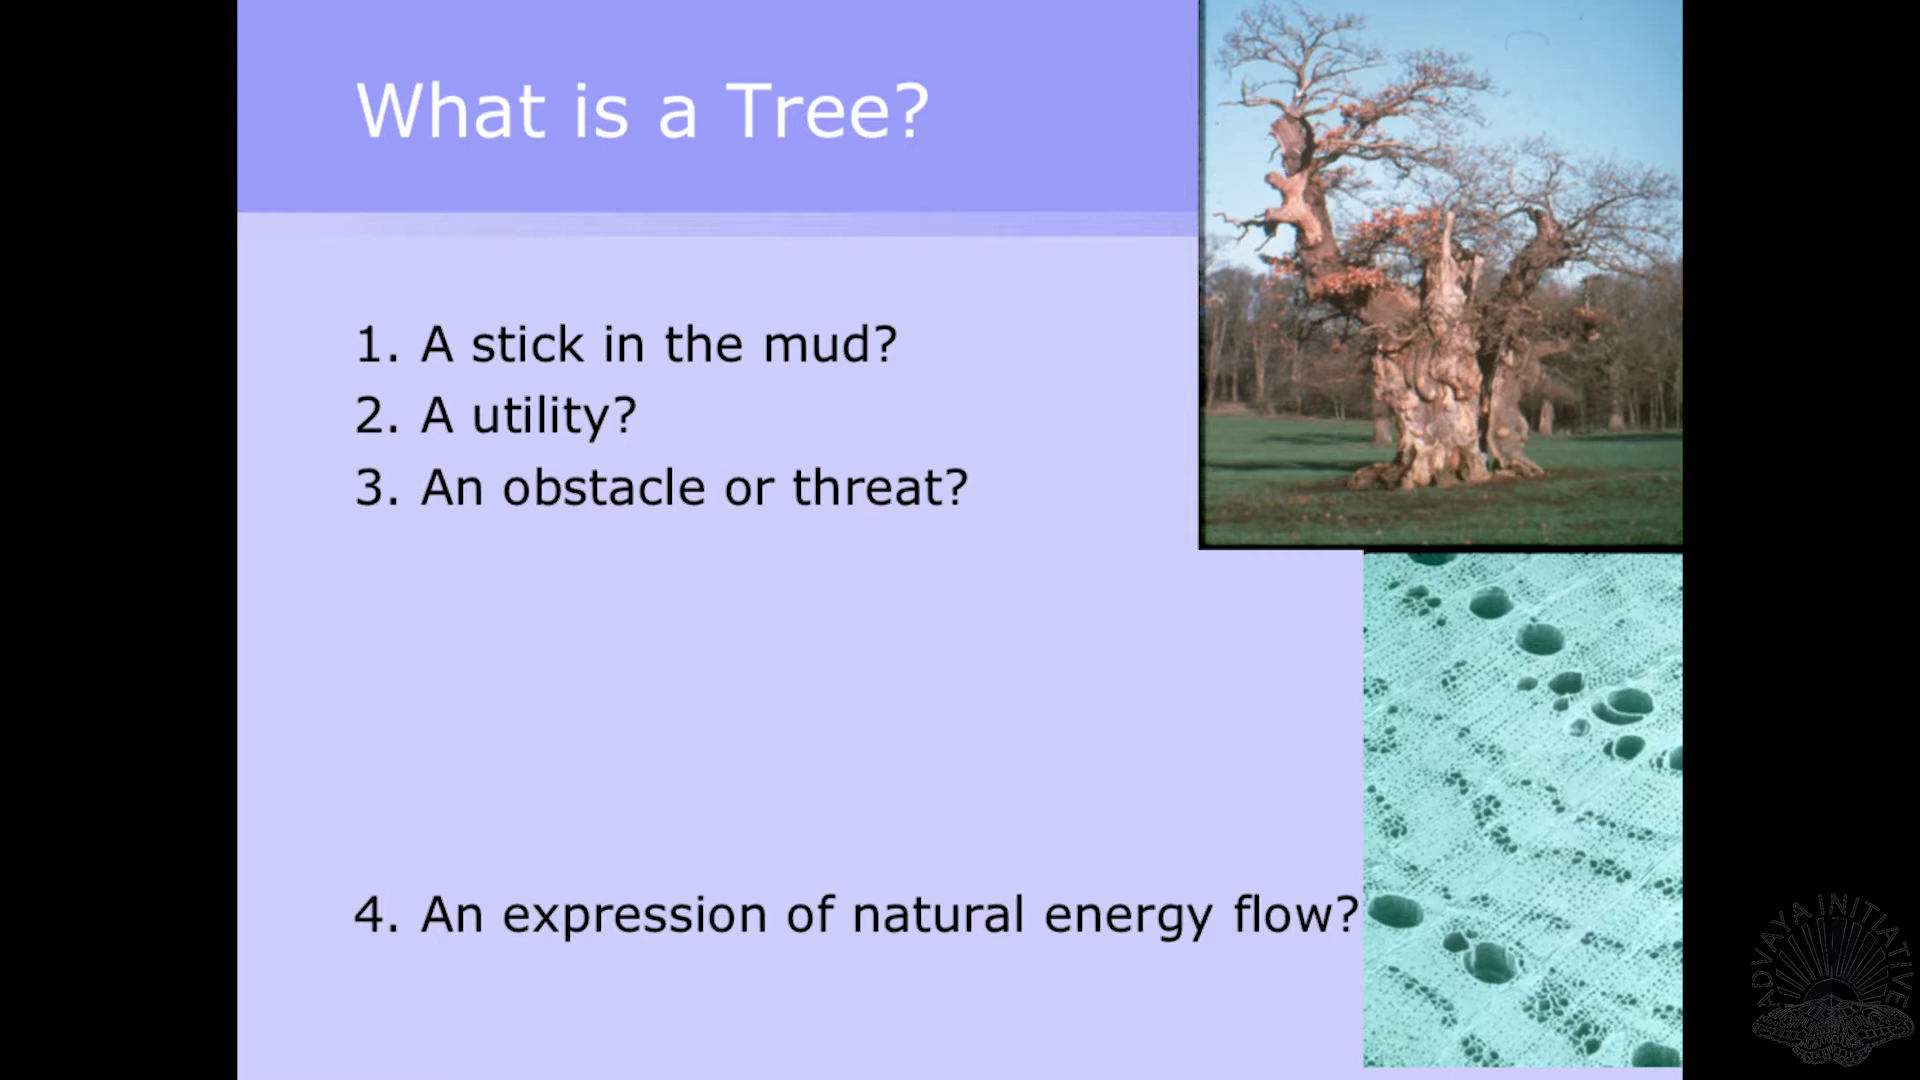 What is a Tree?
1. A stick in the mud?
2. A utility?
3. An obstacle or threat?
4. An expression of natural energy flow?
ADVAYA INITIATIVE